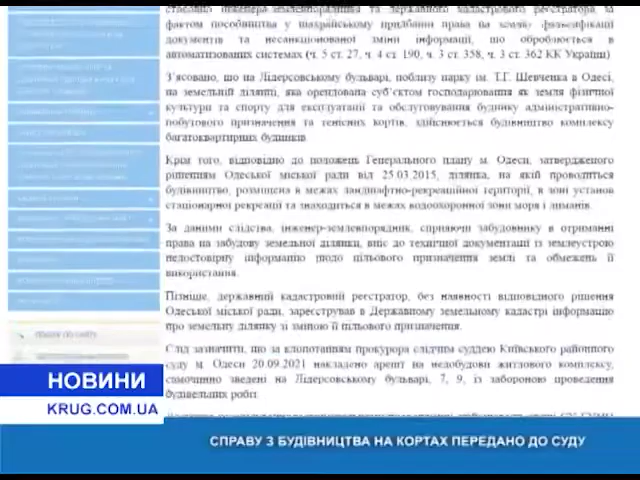 стосовно інженера-землевпорядника та державного кадастрового реєстратора за
фактом пособництва у шахрайському придбанні права на землю, фальсифікації
документів та несанкціонованої зміни інформації, що оброблюється в
автоматизованих системах (ч. 5 ст. 27, ч. 4 ст. 190, ч. 3 ст. 358, ч. 3 ст. 362 КК України)
З’ясовано, що на Лідерсовському бульварі, поблизу парку ім. Т.Г. Шевченка в Одесі,
на земельній ділянці, яка орендована суб’єктом господарювання як земля фізичної
культури та спорту для експлуатації та обслуговування будинку адміністративно-
побутового призначення та тенісних кортів, здійснюється будівництво комплексу
багатоквартирних будинків.
Крім того, відповідно до положень Генерального плану м. Одеси, затвердженого
рішенням Одеської міської ради від 25.03.2015, ділянка, на якій проводиться
будівництво, розміщена в межах ландшафтно-рекреаційної території, в зоні установ
стаціонарної рекреації та знаходиться в межах водоохоронної зони моря і лиманів.
За даними слідства, інженер-землевпорядник, сприяючи забудовнику в отриманні
права на забудову земельної ділянки, вніс до технічної документації із землеустрою
недостовірну інформацію щодо цільового призначення землі та обмежень її
використання.
Пізніше, державний кадастровий реєстратор, без наявності відповідного рішення
Одеської міської ради, зареєстрував в Державному земельному кадастрі інформацію
про земельну ділянку зі зміною її цільового призначення.
Слід зазначити, що за клопотанням прокурора слідчим суддею Київського районного
суду м. Одеси 20.09.2021 накладено арешт на недобудови житлового комплексу,
самочинно зведені на Лідерсовському бульварі, 7, 9, із забороною проведення
будівельних робіт.
НОВИНИ
KRUG.COM.UA
СПРАВУ З БУДІВНИЦТВА НА КОРТАХ ПЕРЕДАНО ДО СУДУ